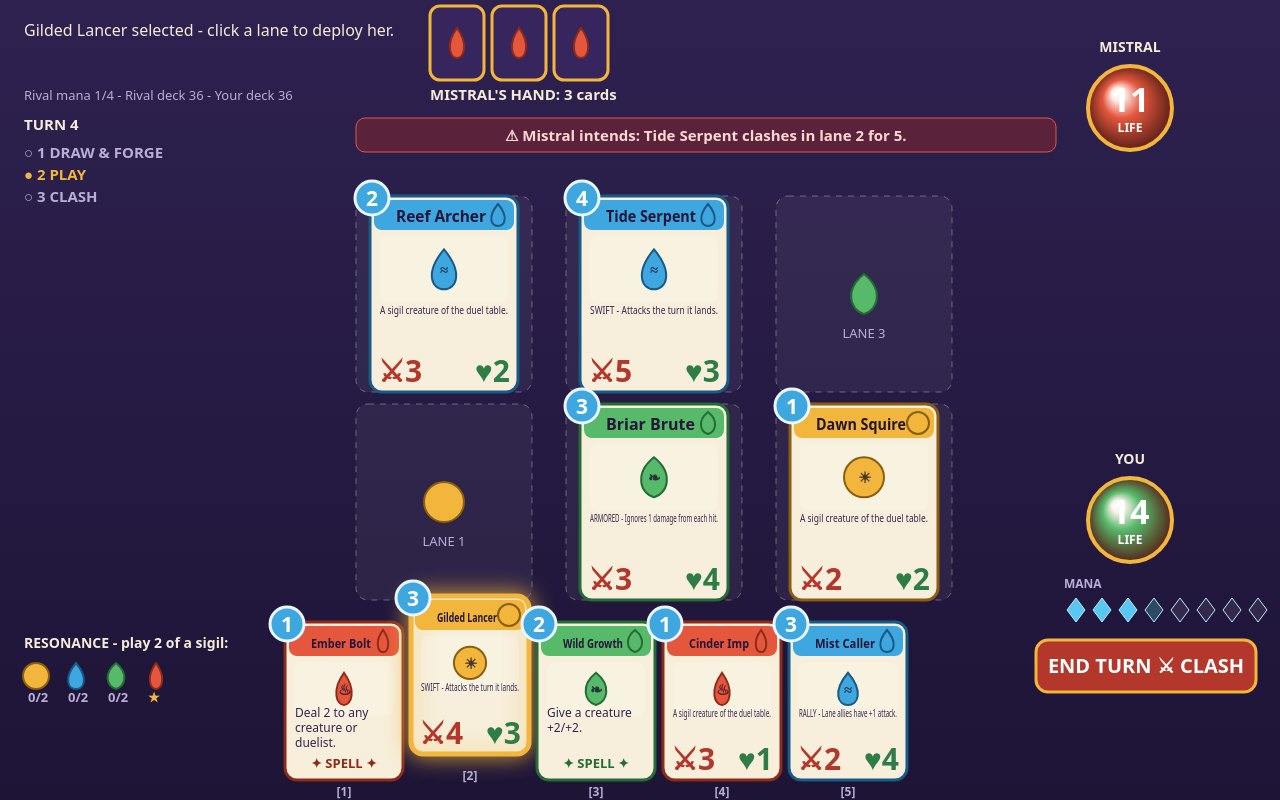 Gilded Lancer selected - click a lane to deploy her.
MISTRAL'S HAND: 3 cards
MISTRAL
11
LIFE
Rival mana 1/4 - Rival deck 36 - Your deck 36
TURN 4
○ 1 DRAW & FORGE
● 2 PLAY
○ 3 CLASH
⚠ Mistral intends: Tide Serpent clashes in lane 2 for 5.
2
Reef Archer
≈
A sigil creature of the duel table.
⚔3
♥2
4
Tide Serpent
≈
SWIFT - Attacks the turn it lands.
⚔5
♥3
LANE 3
LANE 1
3
Briar Brute
❧
ARMORED - Ignores 1 damage from each hit.
⚔3
♥4
1
Dawn Squire
☀
A sigil creature of the duel table.
⚔2
♥2
YOU
14
LIFE
MANA
END TURN ⚔ CLASH
RESONANCE - play 2 of a sigil:
0/2
0/2
0/2
★
1
Ember Bolt
♨
Deal 2 to any
creature or
duelist.
✦ SPELL ✦
[1]
3
Gilded Lancer
☀
SWIFT - Attacks the turn it lands.
⚔4
♥3
[2]
2
Wild Growth
❧
Give a creature
+2/+2.
✦ SPELL ✦
[3]
1
Cinder Imp
♨
A sigil creature of the duel table.
⚔3
♥1
[4]
3
Mist Caller
≈
RALLY - Lane allies have +1 attack.
⚔2
♥4
[5]